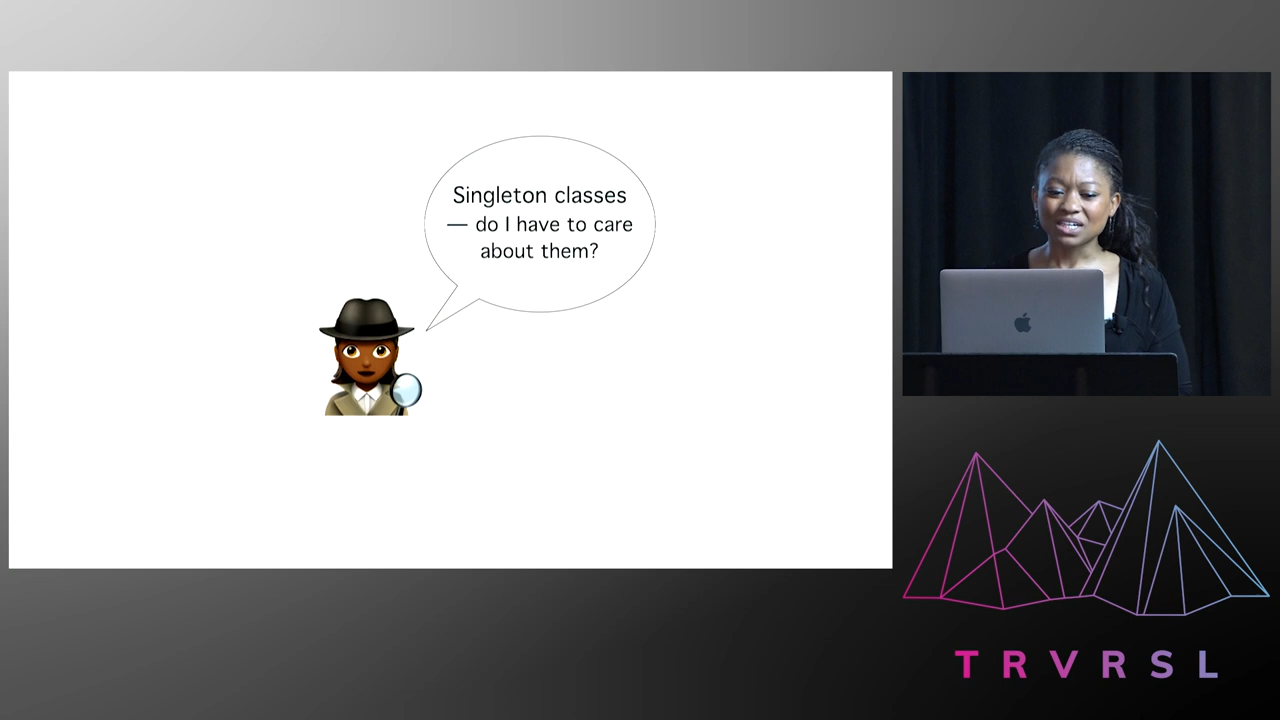 Singleton classes
— do I have to care
about them?
TRVRSL